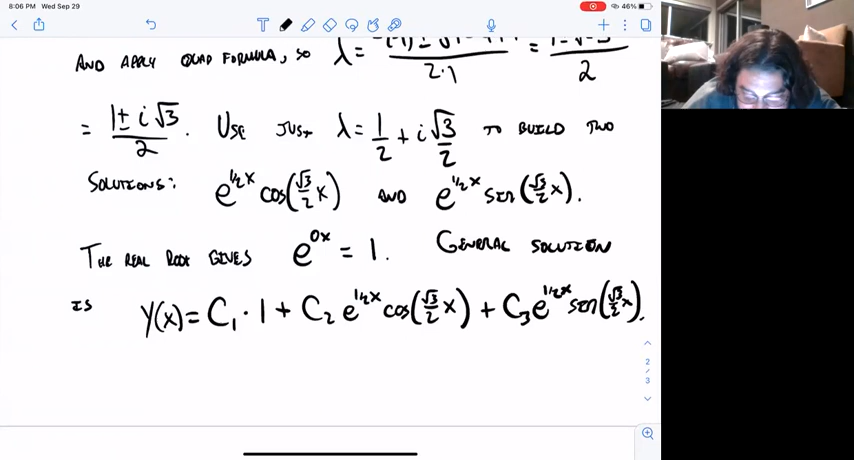 8:06 PM Wed Sep 29
46%
AND APPLY QUAD FORMULA, SO λ = = 
2·1 2
= 1 ± i√3 / 2 . USE JUST λ = 1/2 + i √3/2 TO BUILD TWO
SOLUTIONS: e^{1/2 x} cos(√3/2 x) AND e^{1/2 x} sin(√3/2 x).
THE REAL ROOT GIVES e^{0x} = 1. GENERAL SOLUTION
IS y(x) = C₁ · 1 + C₂ e^{1/2 x} cos(√3/2 x) + C₃ e^{1/2 x} sin(√3/2 x).
2
/
3